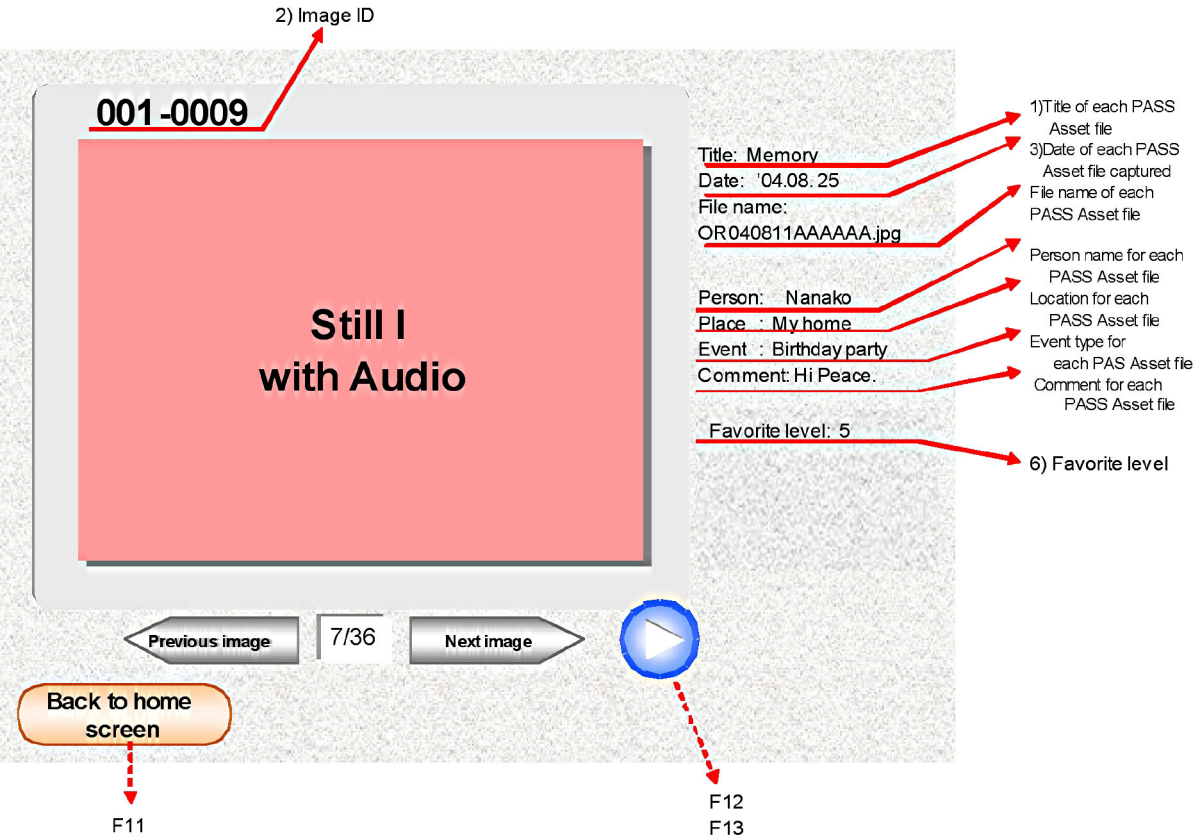 2) Image ID
001-0009
Title: Memory
Date: '04.08.25
File name:
OR040811AAAAAA.jpg
Person: Nanako
Place : My home
Event : Birthday party
Comment: Hi Peace.
Favorite level: 5
Still I
with Audio
1)Title of each PASS
Asset file
3)Date of each PASS
Asset file captured
File name of each
PASS Asset file
Person name for each
PASS Asset file
Location for each
PASS Asset file
Event type for
each PAS Asset file
Comment for each
PASS Asset file
6) Favorite level
Previous image
7/36
Next image
Back to home
screen
F11
F12
F13